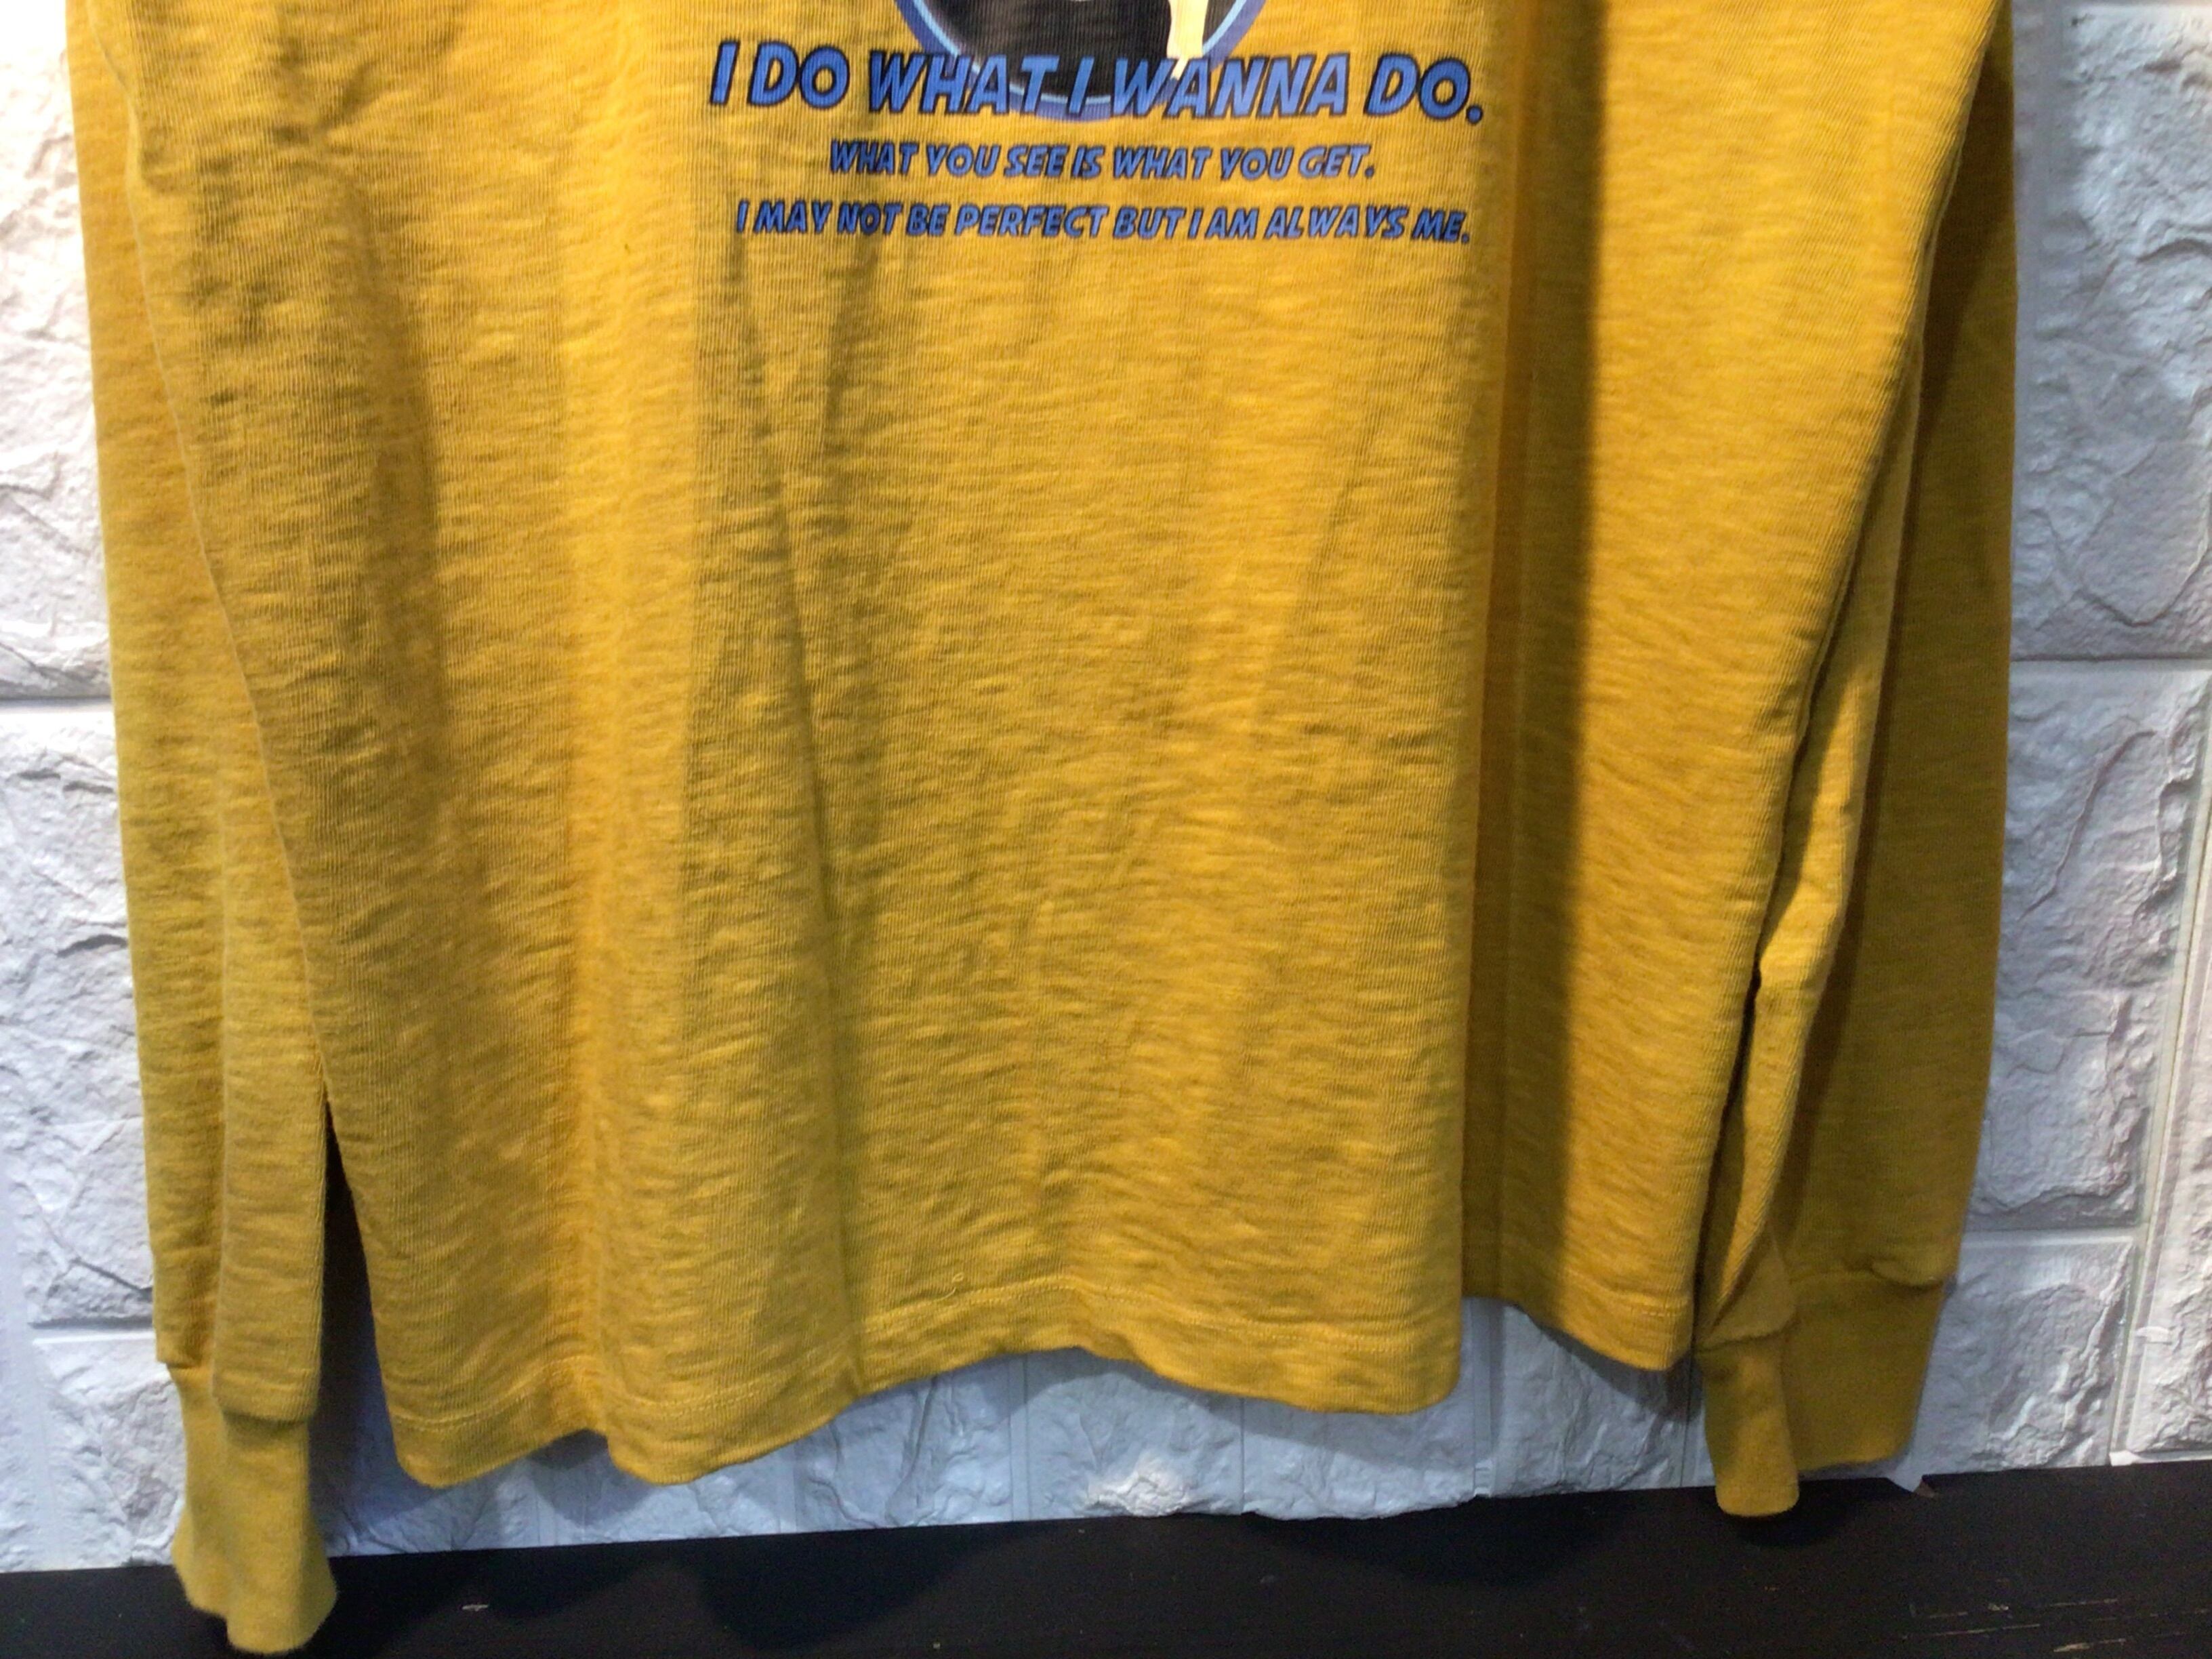 I DO WHAT I WANNA DO.
WHAT YOU SEE IS WHAT YOU GET.
I MAY NOT BE PERFECT BUT I AM ALWAYS ME.